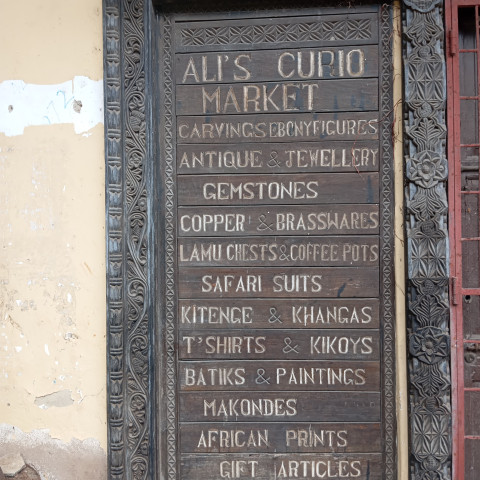 ALI'S CURIO
MARKET
CARVINGS EBONY FIGURES
ANTIQUE & JEWELLERY
GEMSTONES
COPPER & BRASSWARES
LAMU CHESTS & COFFEE POTS
SAFARI SUITS
KITENGE & KHANGAS
T'SHIRTS & KIKOYS
BATIKS & PAINTINGS
MAKONDES
AFRICAN PRINTS
GIFT ARTICLES